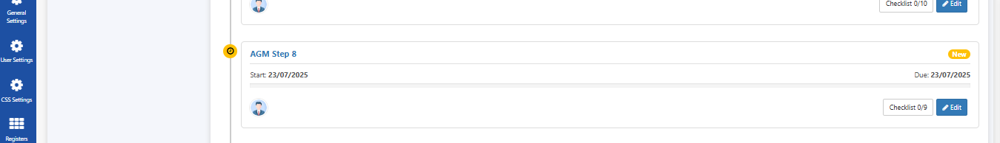 General
Settings
User Settings
CSS Settings
Registers
Checklist 0/10
Edit
AGM Step 8
New
Start: 23/07/2025
Due: 23/07/2025
Checklist 0/9
Edit